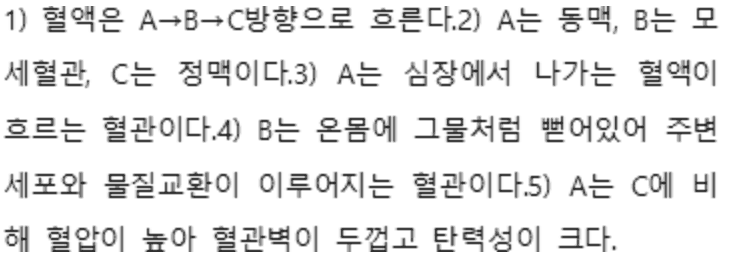 1) 혈액은 A→B→C방향으로 흐른다.2) A는 동맥, B는 모
세혈관, C는 정맥이다.3) A는 심장에서 나가는 혈액이
흐르는 혈관이다.4) B는 온몸에 그물처럼 뻗어있어 주변
세포와 물질교환이 이루어지는 혈관이다.5) A는 C에 비
해 혈압이 높아 혈관벽이 두껍고 탄력성이 크다.